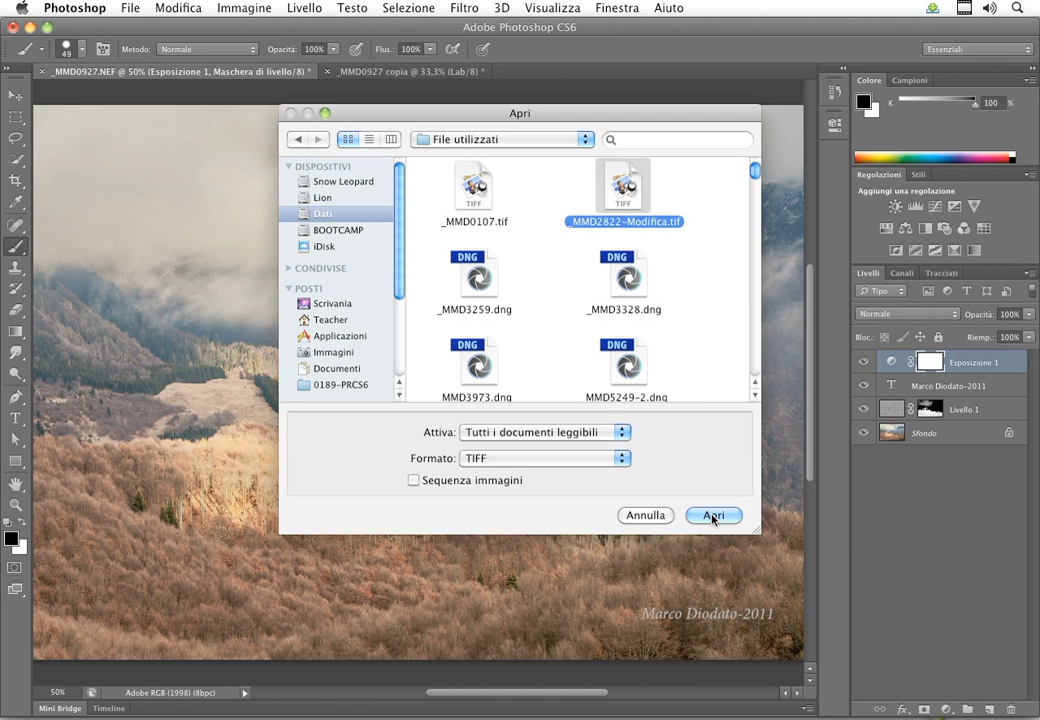 Photoshop File Modifica Immagine Livello Testo Selezione Filtro 3D Visualizza Finestra Aiuto
Adobe Photoshop CS6
49 Metodo: Normale Opacità: 100% Flus.: 100% Essenziali
_MMD0927.NEF @ 50% (Esposizione 1, Maschera di livello/8) * _MMD0927 copia @ 33,3% (Lab/8) *
Colore Campioni
K 100 %
Regolazioni Stili
Aggiungi una regolazione
Livelli Canali Tracciati
Tipo
Normale Opacità: 100%
Bloc.: Riemp.: 100%
Esposizione 1
T Marco Diodato-2011
Livello 1
Sfondo
Apri
File utilizzati
DISPOSITIVI
Snow Leopard
Lion
Dati
BOOTCAMP
iDisk
CONDIVISE
POSTI
Scrivania
Teacher
Applicazioni
Immagini
Documenti
0189-PRCS6
TIFF TIFF
_MMD0107.tif _MMD2822-Modifica.tif
DNG DNG
_MMD3259.dng _MMD3328.dng
DNG DNG
MMD3973.dng MMD5249-2.dng
Attiva: Tutti i documenti leggibili
Formato: TIFF
Sequenza immagini
Annulla Apri
Marco Diodato-2011
50% Adobe RGB (1998) (8bpc)
Mini Bridge Timeline